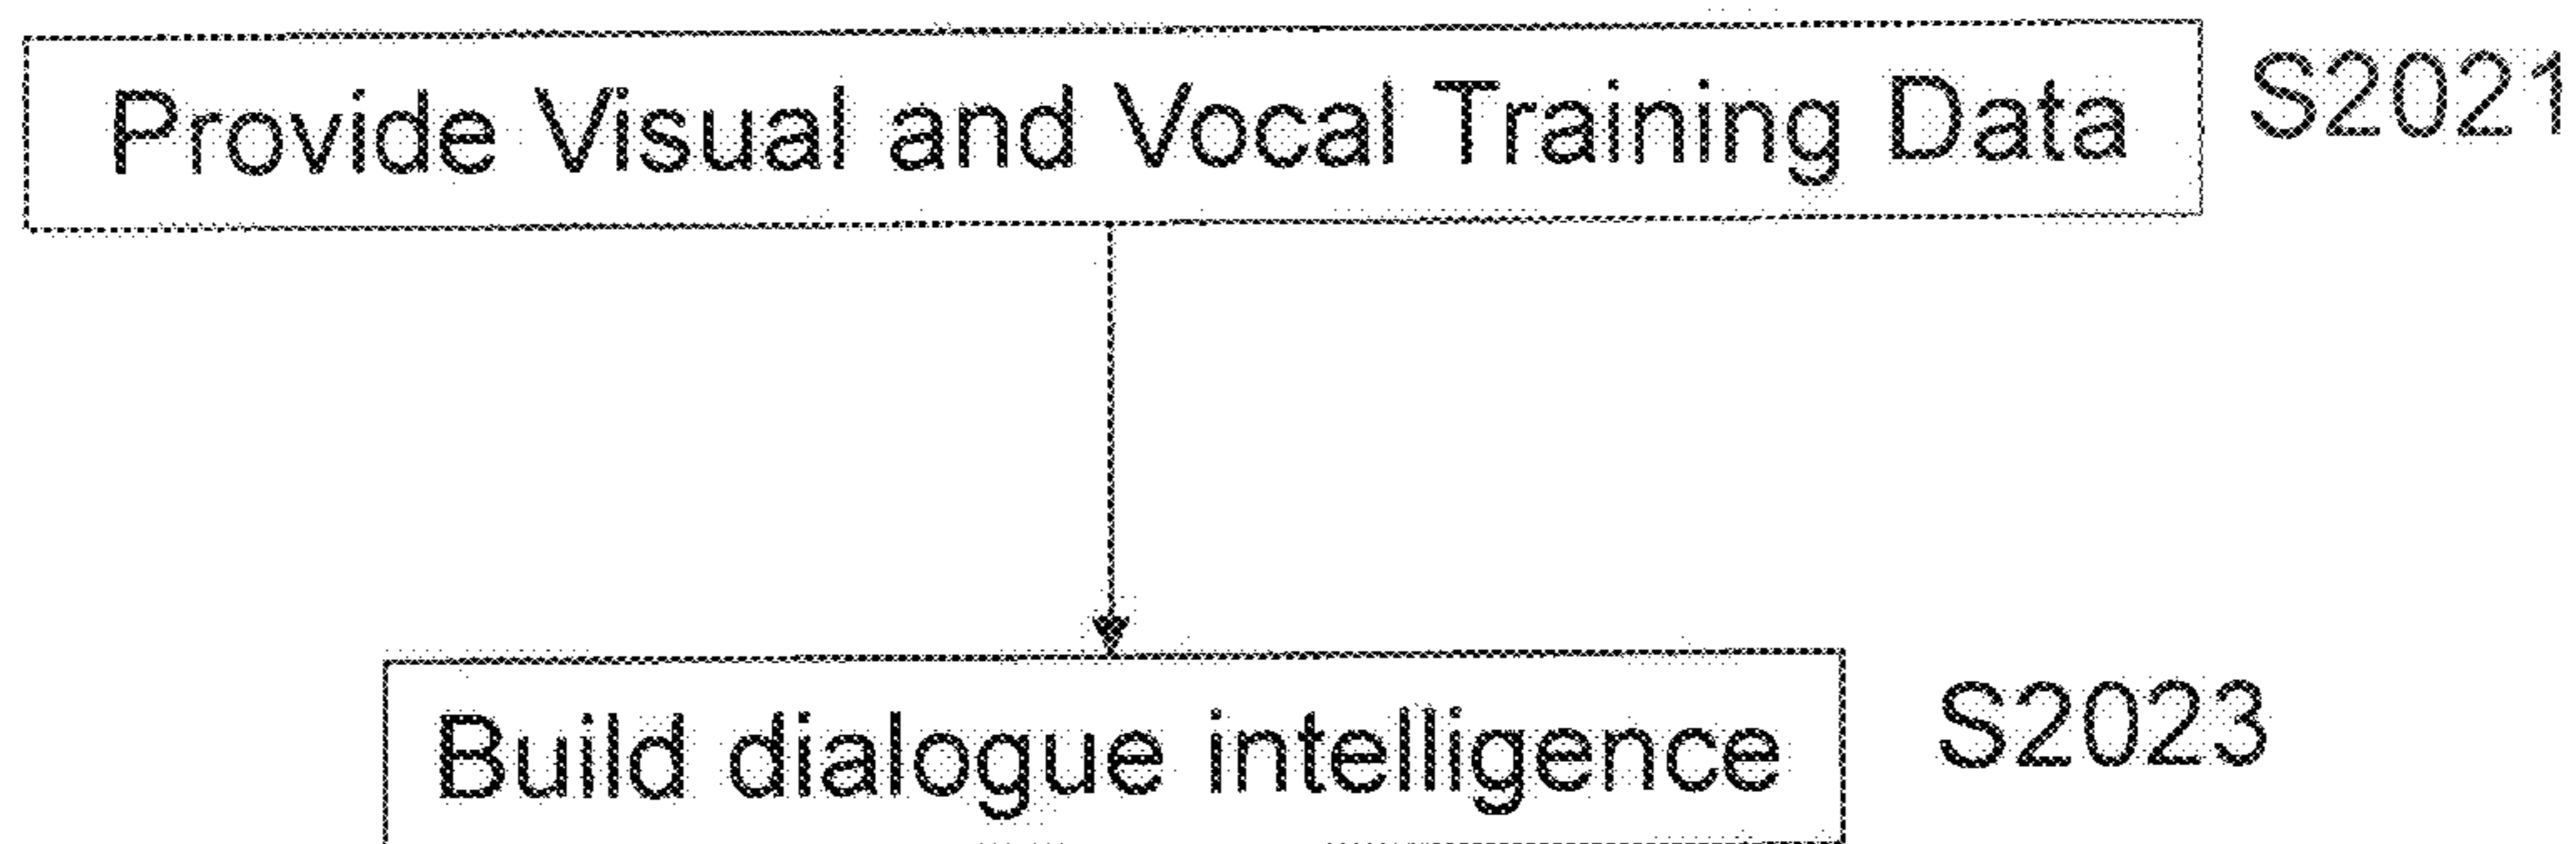 Provide Visual and Vocal Training Data S2021
Build dialogue intelligence S2023